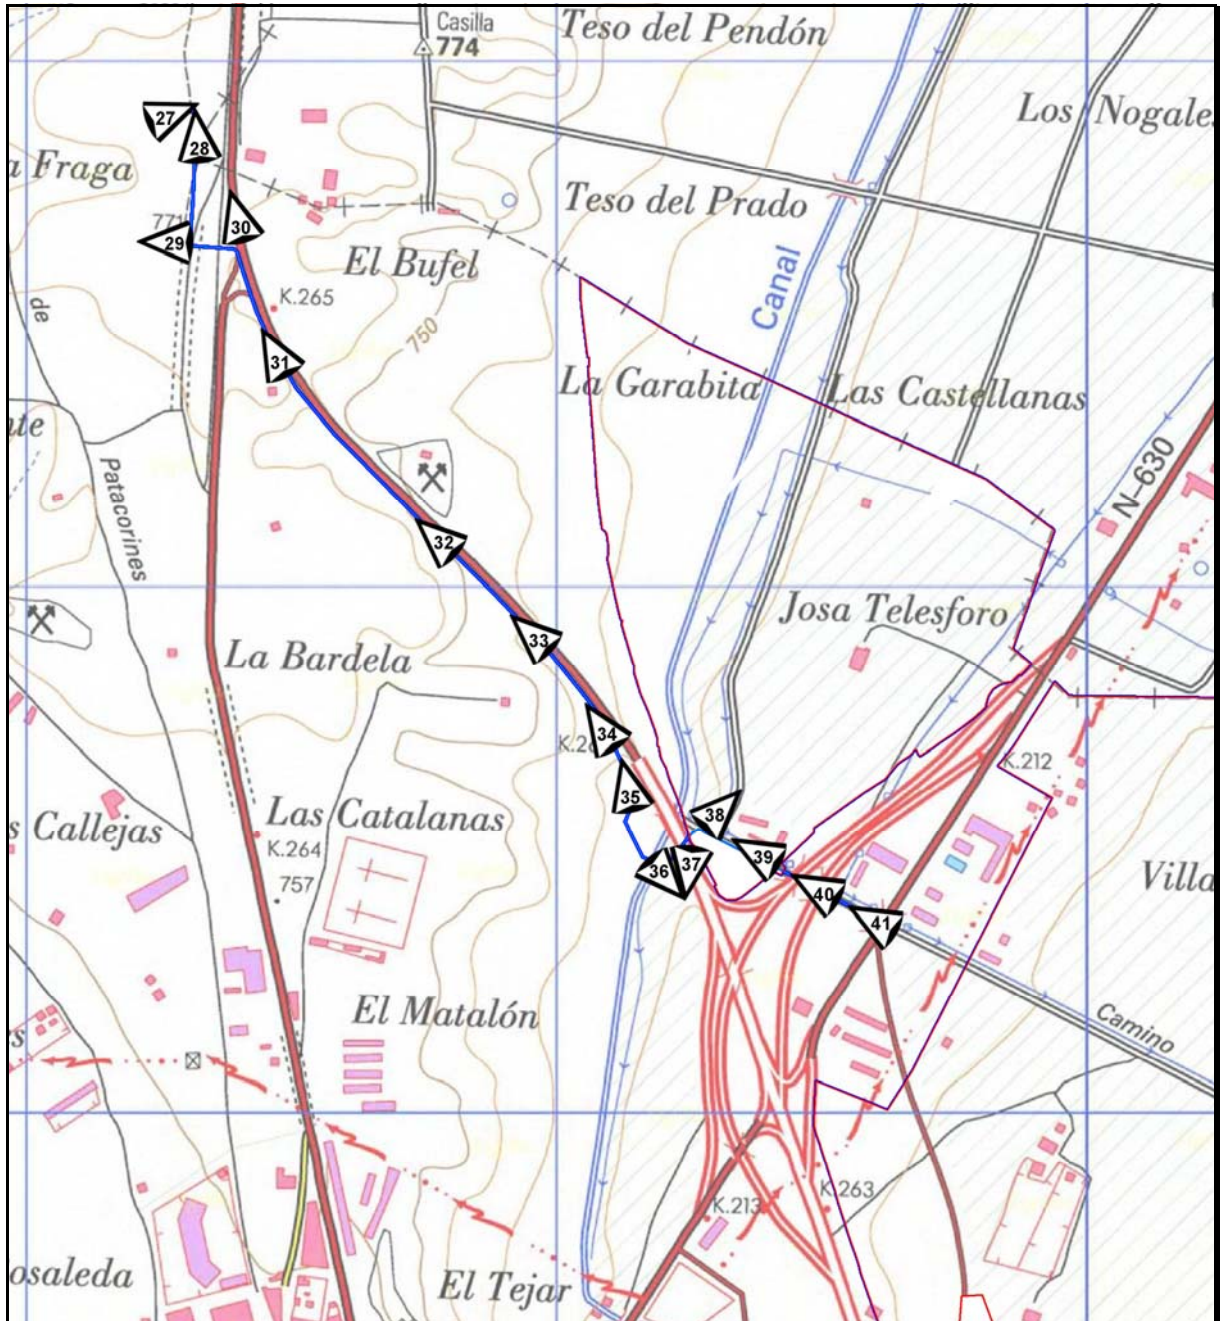 Casilla
774
Teso del Pendón
Los Nogale
27
28
a Fraga
771
29
30
Teso del Prado
El Bufel
Canal
de
K.265
750
31
La Garabita
Las Castellanas
nte
Patacorines
N-630
32
Josa Telesforo
33
La Bardela
34
K.2
K.212
35
s Callejas
Las Catalanas
K.264
757
38
39
36
37
40
41
Villa
El Matalón
Camino
s
K.213
K.263
osaleda
El Tejar